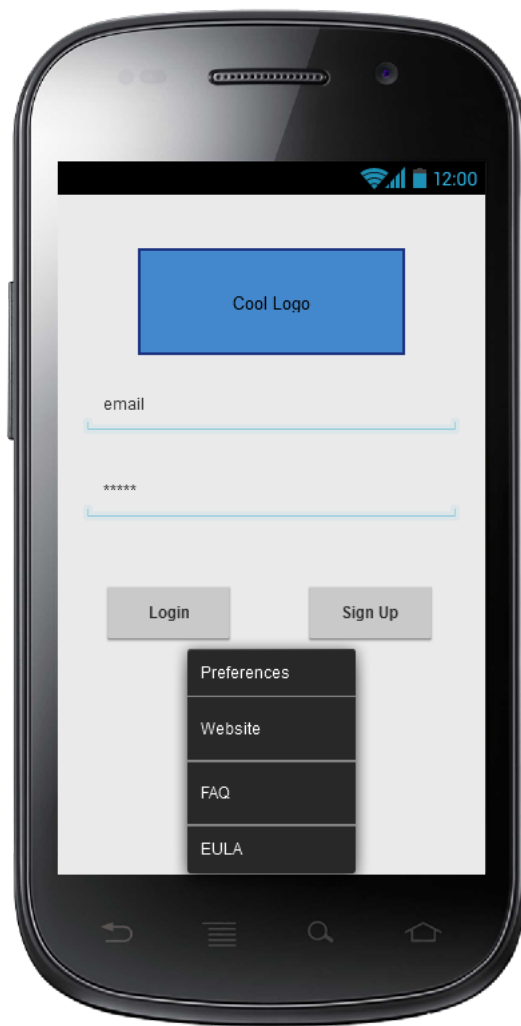 12:00
Cool Logo
email
*****
Login
Sign Up
Preferences
Website
FAQ
EULA